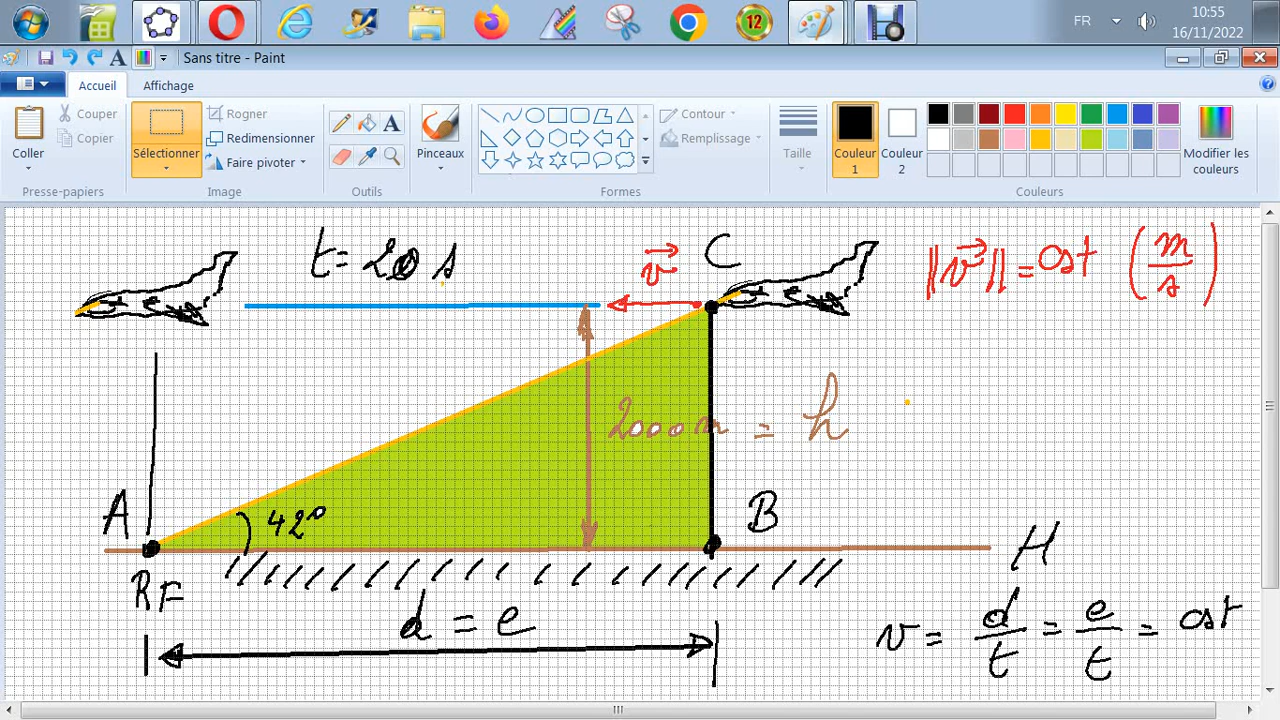 12
FR
10:55
16/11/2022
Sans titre - Paint
Accueil
Affichage
Coller
Couper
Copier
Presse-papiers
Sélectionner
Rogner
Redimensionner
Faire pivoter
Image
A
Outils
Pinceaux
Contour
Remplissage
Formes
Taille
Couleur
1
Couleur
2
Modifier les
couleurs
Couleurs
t = 20 s
v
C
||v|| = cst (m/s)
2000 m = h
A
42°
B
H
RF
d = e
v = d/t = e/t = cst